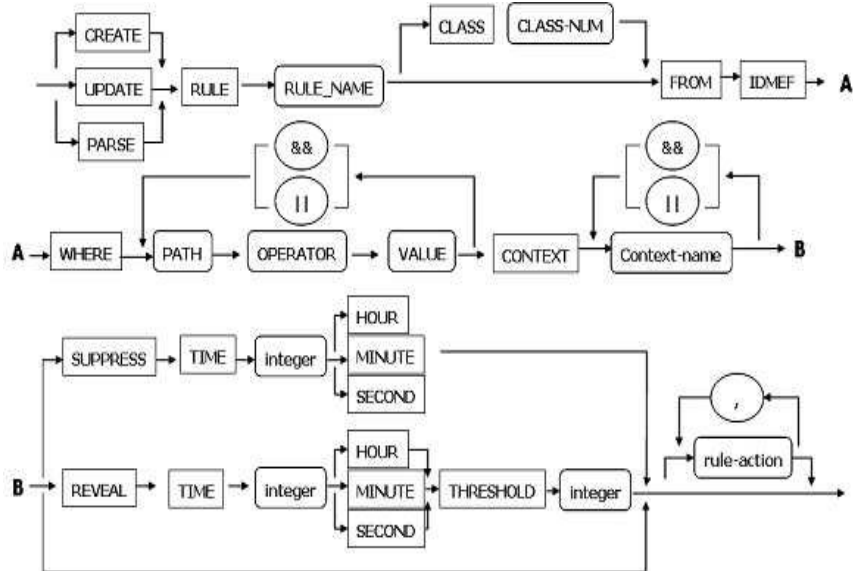 CREATE
CLASS CLASS-NUM
UPDATE RULE RULE_NAME FROM IDMEF A
PARSE
&& &&
|| ||
A WHERE PATH OPERATOR VALUE CONTEXT Context-name B
HOUR
SUPPRESS TIME integer MINUTE
SECOND
,
HOUR rule-action
B REVEAL TIME integer MINUTE THRESHOLD integer
SECOND